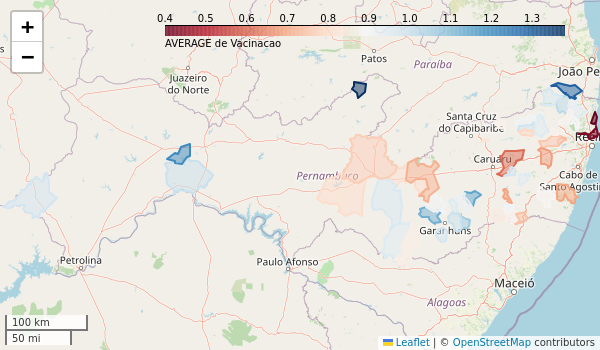 +
−
0.4 0.5 0.6 0.7 0.8 0.9 1.0 1.1 1.2 1.3
AVERAGE de Vacinacao
Patos
Paraíba
João Pe
Juazeiro
do Norte
Santa Cruz
do Capibaribe
Re
Caruaru
Pernambuco
Cabo de
Santo Agostin
Garanhuns
Petrolina
Paulo Afonso
Maceió
Alagoas
100 km
50 mi
Leaflet | © OpenStreetMap contributors